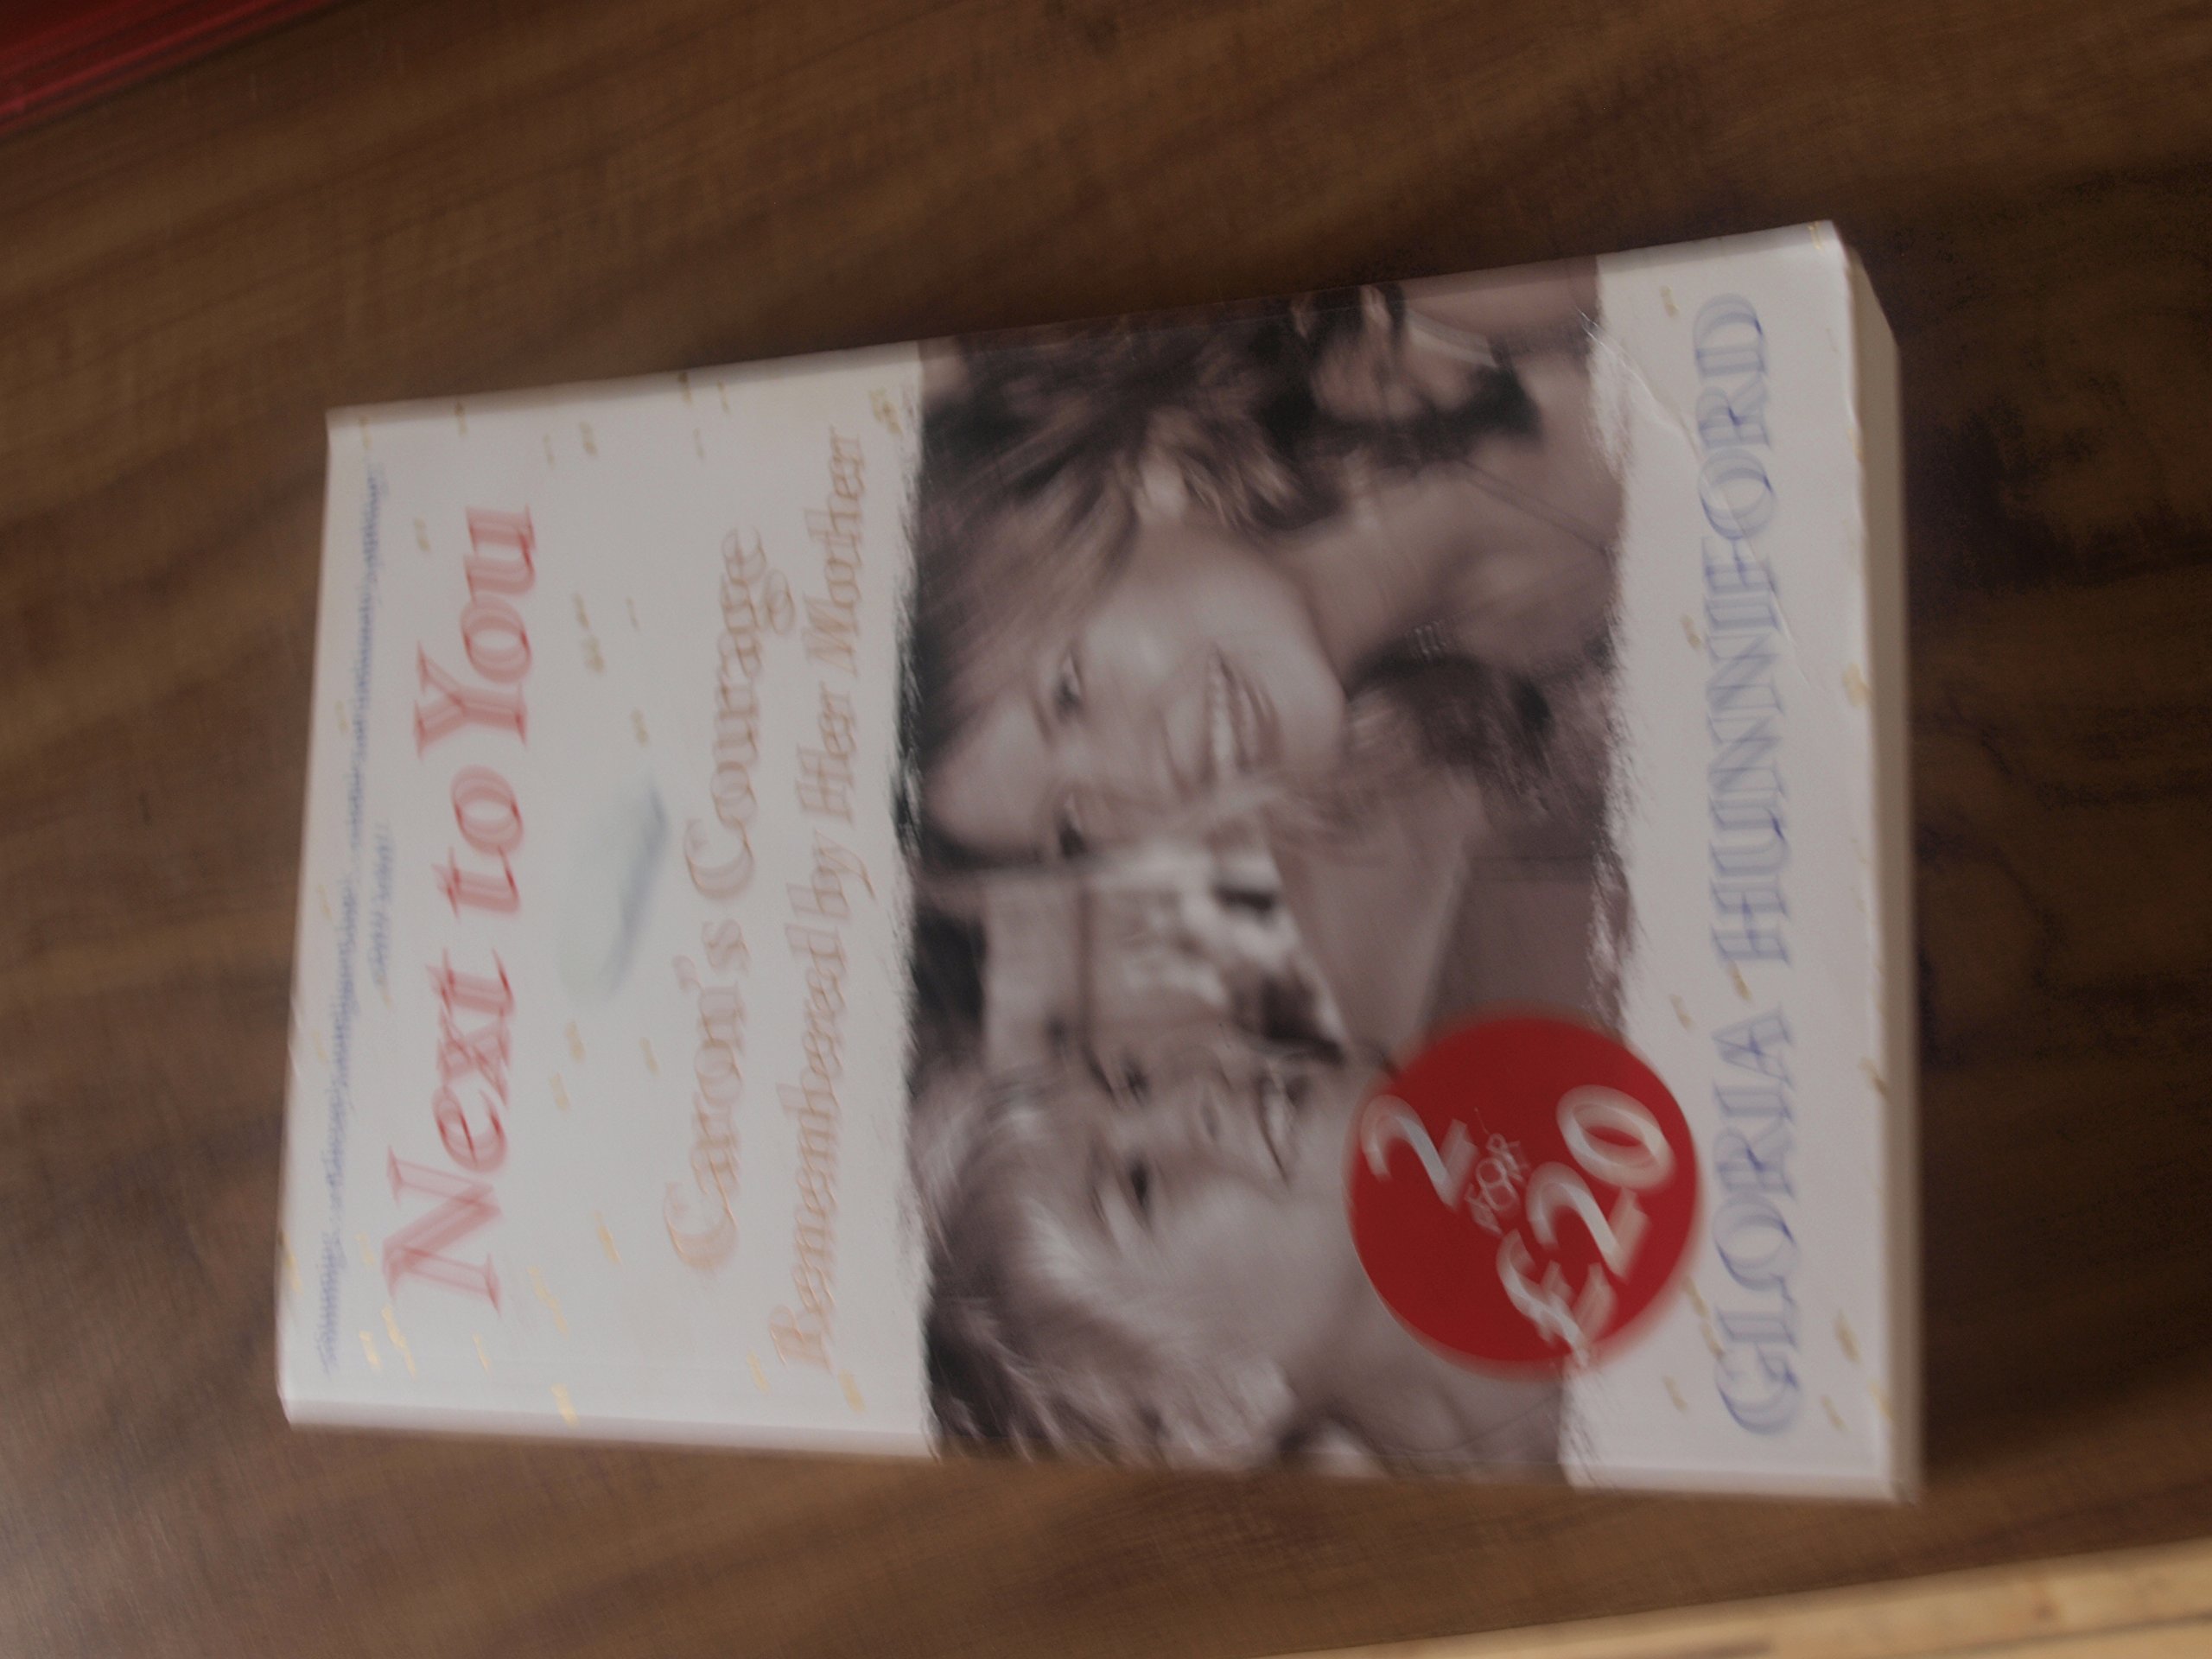 Next to You
Caron's Courage
Remembered by Her Mother
2
FOR
£20
GLORIA HUNNIFORD